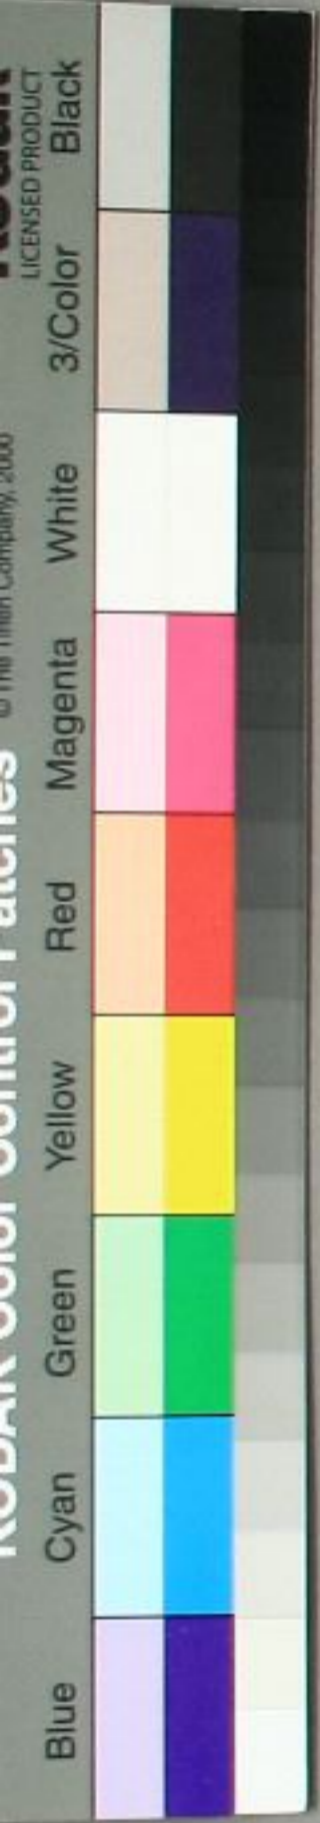 Kodak
LICENSED PRODUCT
© The Tiffen Company, 2000
KODAK Color Control Patches
Blue
Cyan
Green
Yellow
Red
Magenta
White
3/Color
Black